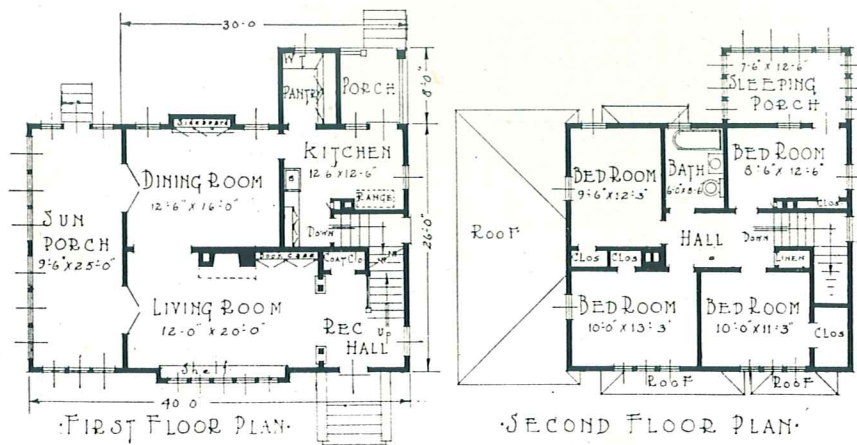 30-0
WT
PANTRY
PORCH
8-0"
Sideboard
KITCHEN
12-6 X 12-6"
DINING ROOM
12-6" X 16-0"
B
RANGE
DOWN
SUN
PORCH
9-6" X 25-0"
26-0"
BOOK CASE
COAT CLO
LIVING ROOM
12-0" X 20-0"
REC
HALL
UP
Shelf
40-0
·FIRST FLOOR PLAN·
7-6" X 12-6"
SLEEPING
PORCH
BED ROOM
9-6" X 12-3"
BATH
6-0 X 8-6
BED ROOM
8-6" X 12-6"
CLOS
ROOF
HALL
DOWN
CLOS
CLOS
LINEN
BED ROOM
10-0 X 13-3"
BED ROOM
10-0 X 11-3"
CLOS
ROOF
ROOF
·SECOND FLOOR PLAN·